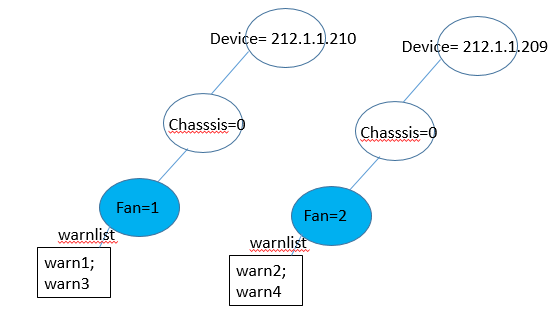 Device= 212.1.1.210
Device= 212.1.1.209
Chasssis=0
Chasssis=0
Fan=1
Fan=2
warnlist
warnlist
warn1;
warn3
warn2;
warn4